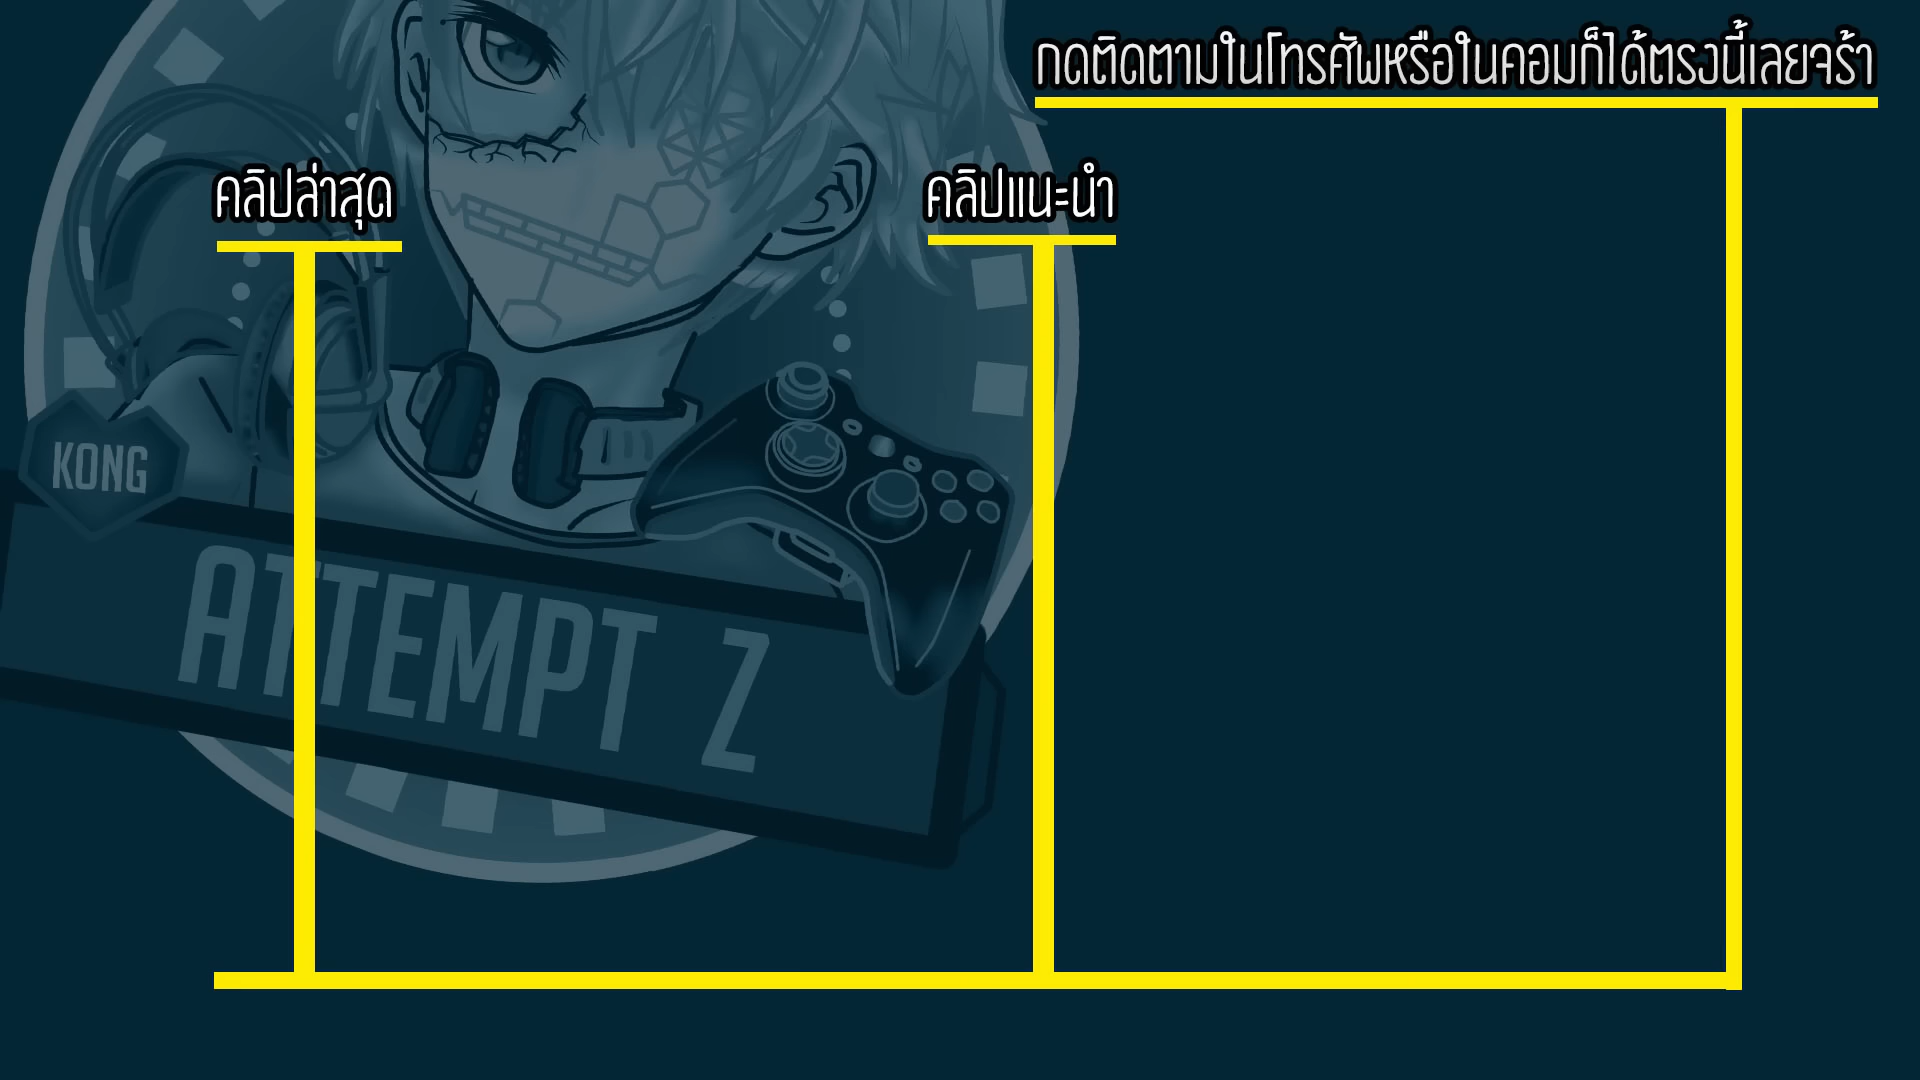 กดติดตามในโทรศัพหรือในคอมก็ได้ตรงนี้เลยจร้า
คลิปล่าสุด
คลิปแนะนำ
KONG
ATTEMPT Z